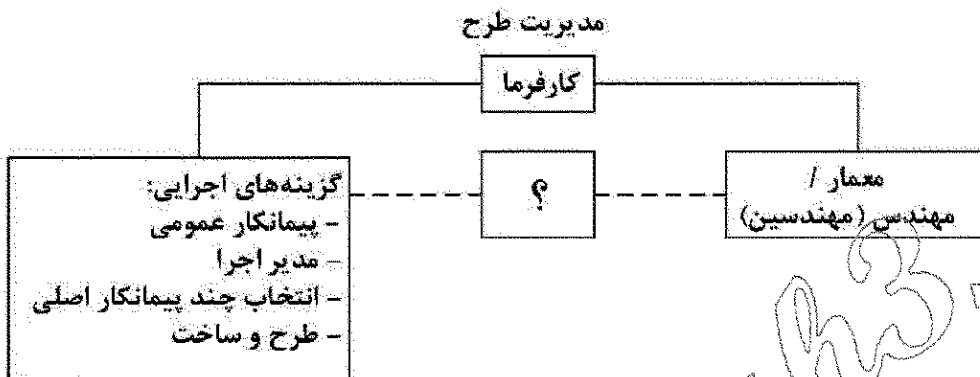 مدیریت طرح
کارفرما
معمار /
مهندس (مهندسین)
؟
گزینه‌های اجرایی:
- پیمانکار عمومی
- مدیر اجرا
- انتخاب چند پیمانکار اصلی
- طرح و ساخت